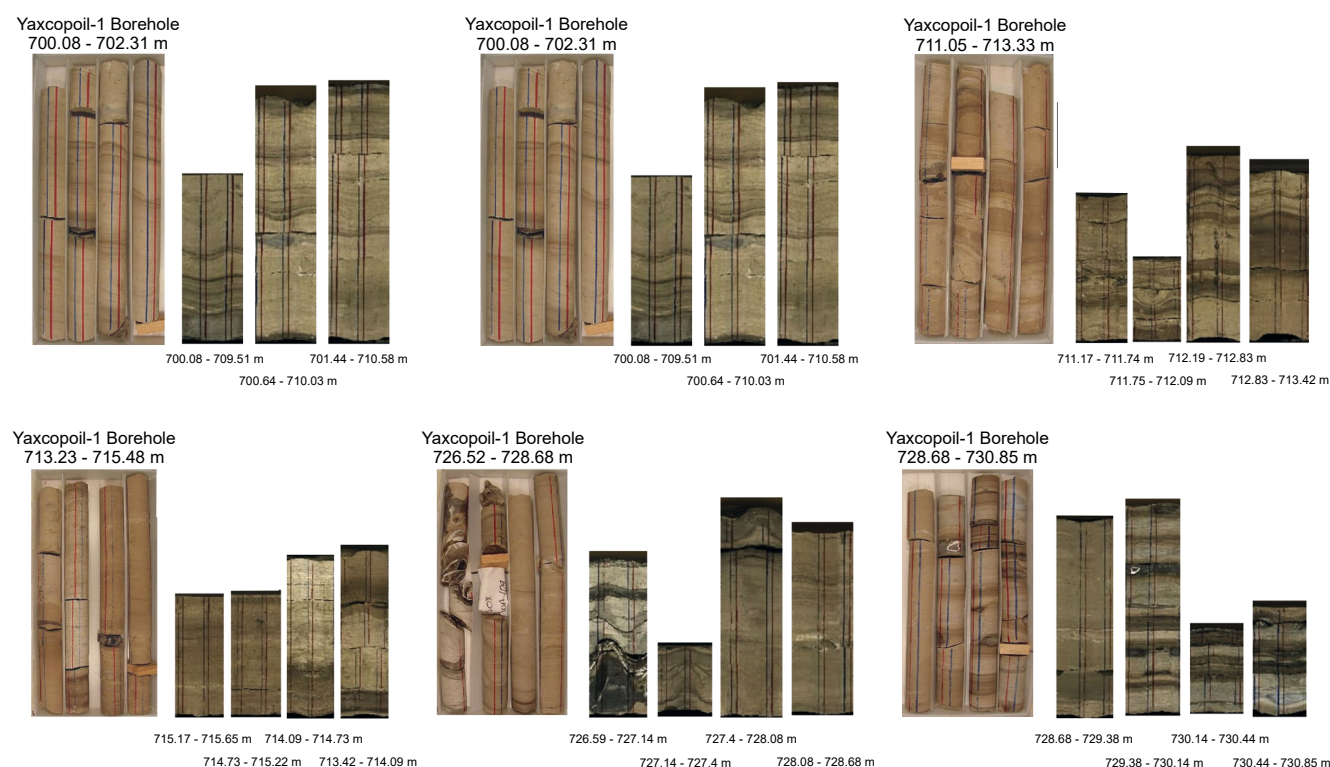 Yaxcopoil-1 Borehole
700.08 - 702.31 m
700.08 - 709.51 m
701.44 - 710.58 m
700.64 - 710.03 m
Yaxcopoil-1 Borehole
700.08 - 702.31 m
700.08 - 709.51 m
701.44 - 710.58 m
700.64 - 710.03 m
Yaxcopoil-1 Borehole
711.05 - 713.33 m
711.17 - 711.74 m
712.19 - 712.83 m
711.75 - 712.09 m
712.83 - 713.42 m
Yaxcopoil-1 Borehole
713.23 - 715.48 m
715.17 - 715.65 m
714.09 - 714.73 m
714.73 - 715.22 m
713.42 - 714.09 m
Yaxcopoil-1 Borehole
726.52 - 728.68 m
726.59 - 727.14 m
727.4 - 728.08 m
727.14 - 727.4 m
728.08 - 728.68 m
Yaxcopoil-1 Borehole
728.68 - 730.85 m
728.68 - 729.38 m
730.14 - 730.44 m
729.38 - 730.14 m
730.44 - 730.85 m